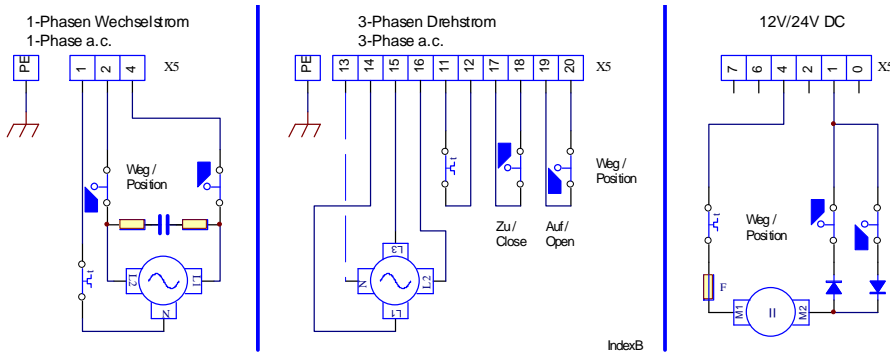 1-Phasen Wechselstrom
1-Phase a.c.
PE
1
2
4
X5
Weg /
Position
L2
L1
N
3-Phasen Drehstrom
3-Phase a.c.
PE
13
14
15
16
11
12
17
18
19
20
X5
Weg /
Position
Zu /
Close
Auf /
Open
L3
N
L2
L1
IndexB
12V/24V DC
7
6
4
2
1
0
X5
Weg /
Position
F
M1
M2